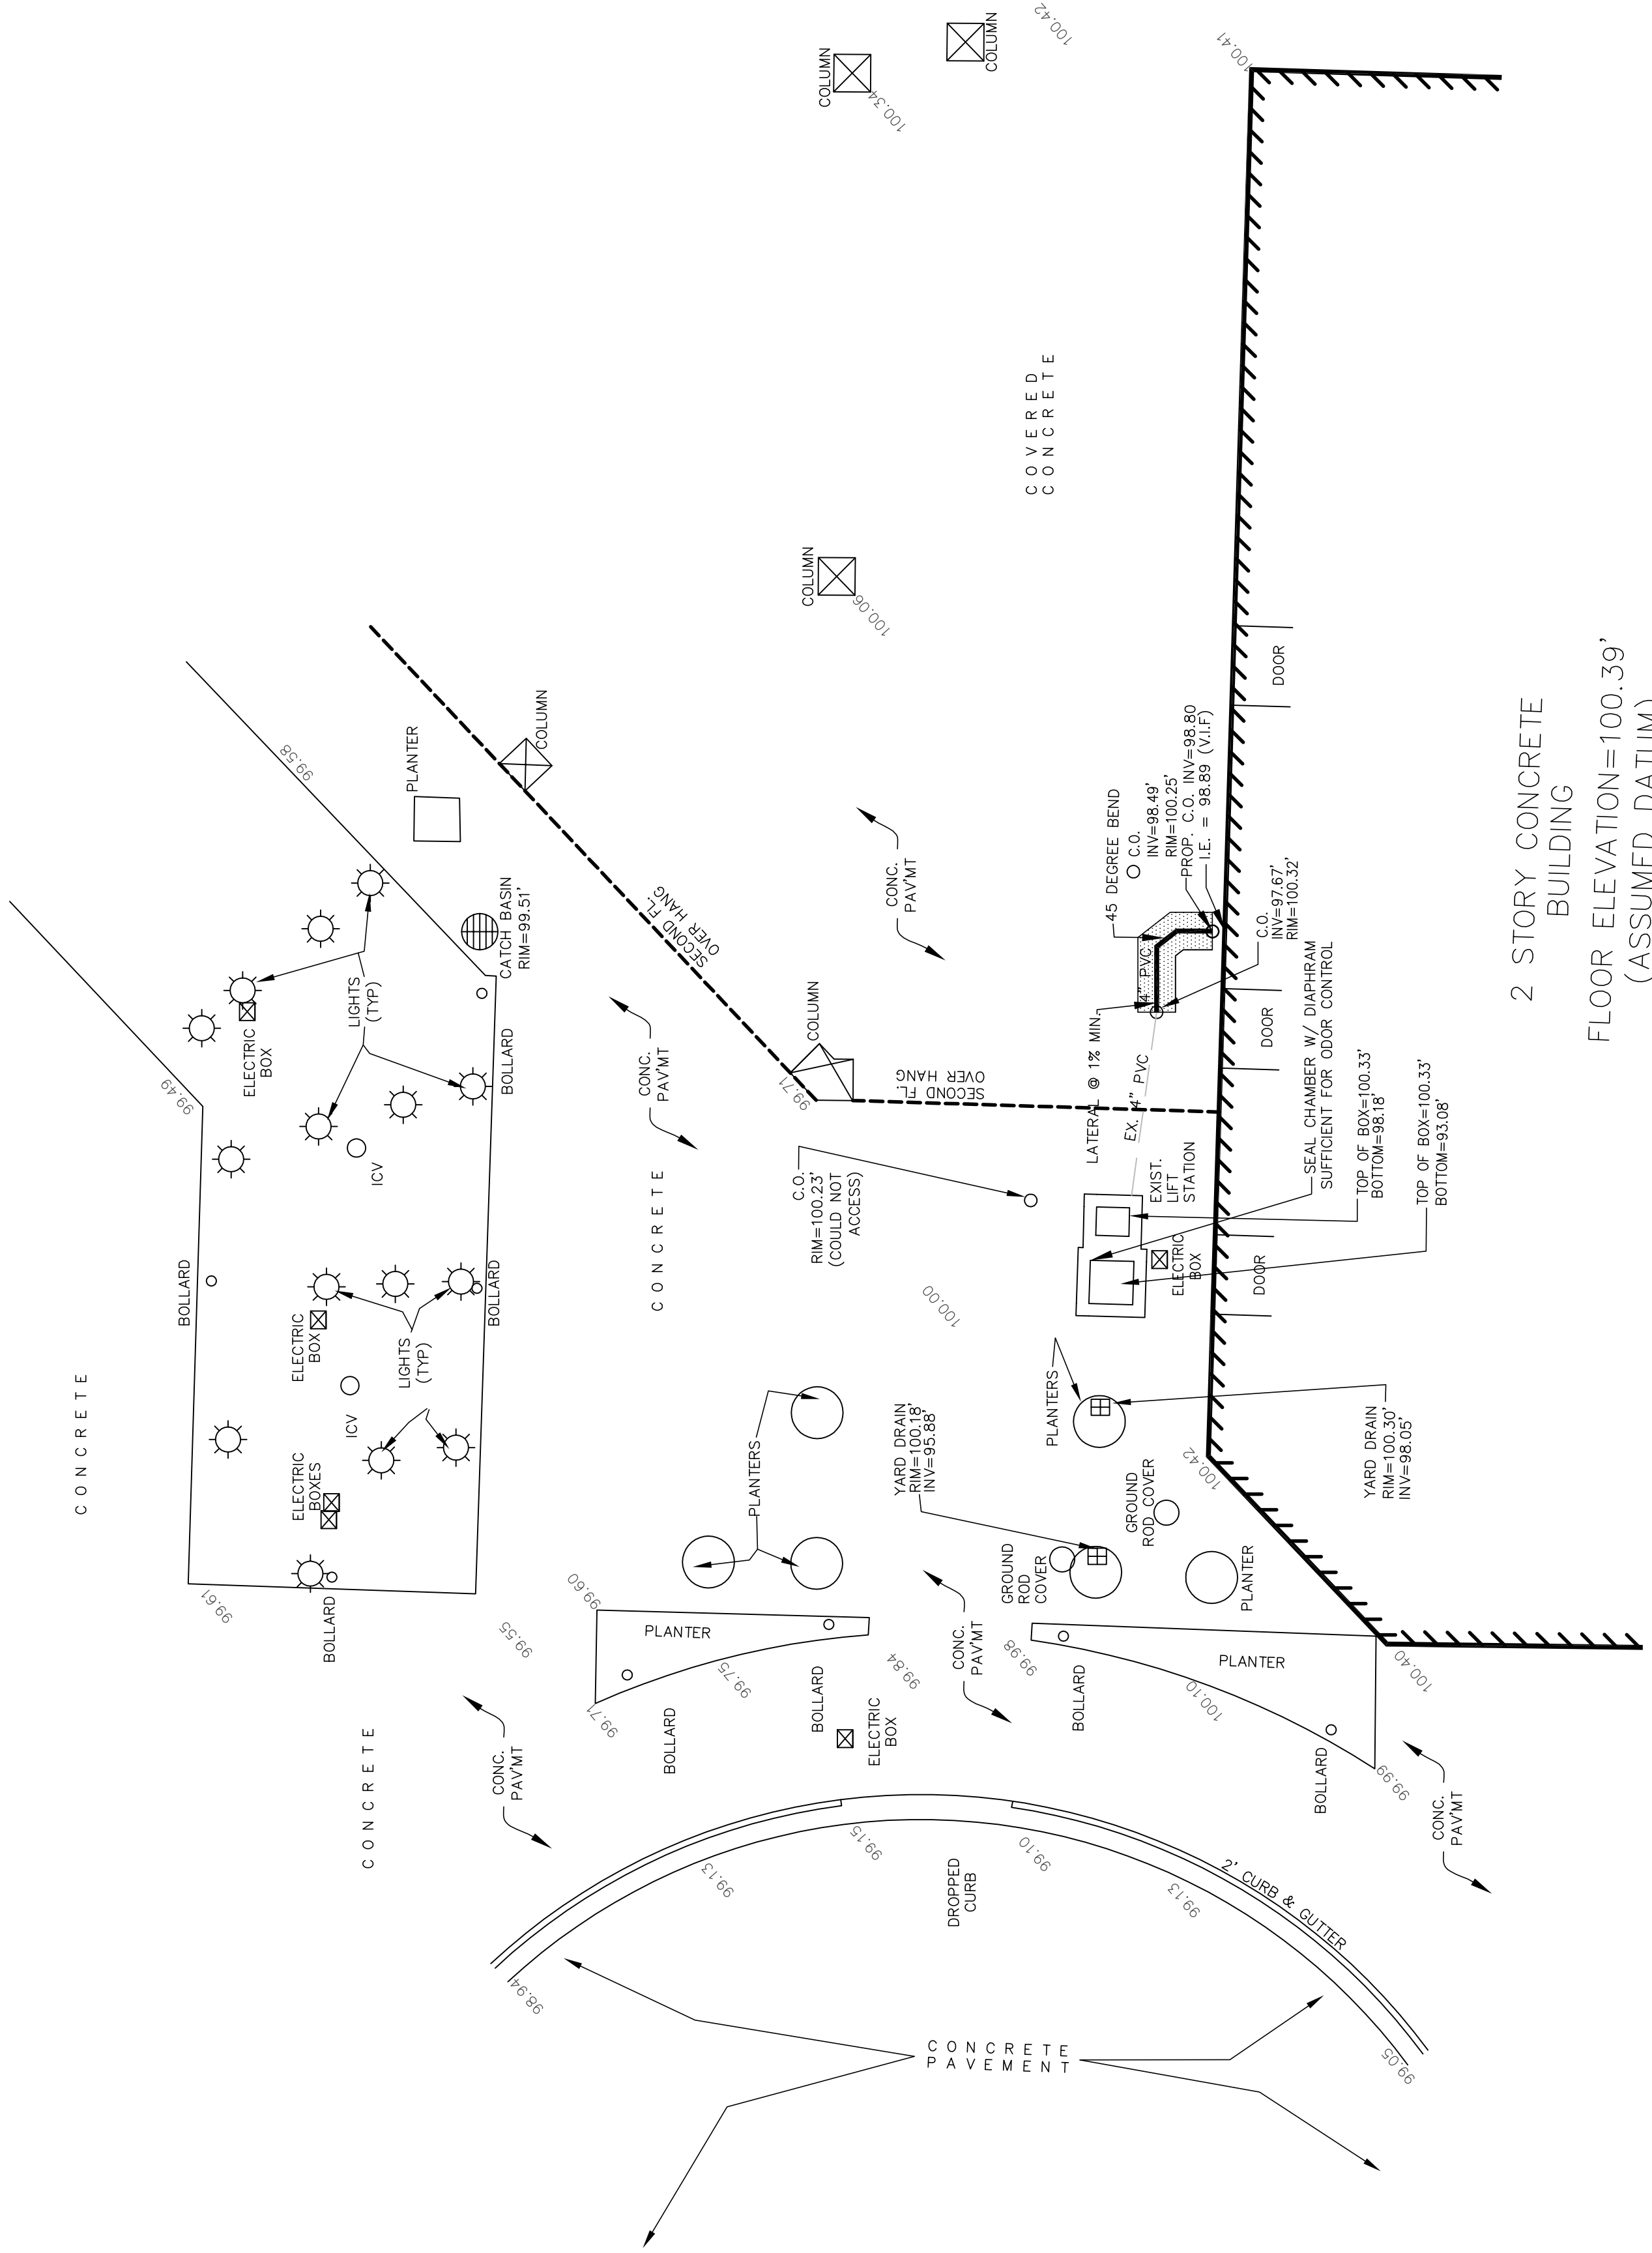 COLUMN
COLUMN
100.42
100.34
100.41
COLUMN
100.06
COVERED
CONCRETE
99.58
PLANTER
COLUMN
CATCH BASIN
RIM=99.51'
LIGHTS
(TYP)
ELECTRIC
BOX
BOLLARD
99.49
ICV
SECOND FL.
OVER HANG
COLUMN
99.71
SECOND FL.
OVER HANG
CONC.
PAV'MT
CONC.
PAV'MT
CONCRETE
DOOR
45 DEGREE BEND
C.O.
INV=98.49'
RIM=100.25'
PROP. C.O. INV=98.80
I.E. = 98.89 (V.I.F)
4" PVC
LATERAL @ 1% MIN.
EX. 4" PVC
C.O.
INV=97.67'
RIM=100.32'
DOOR
SEAL CHAMBER W/ DIAPHRAM
SUFFICIENT FOR ODOR CONTROL
TOP OF BOX=100.33'
BOTTOM=98.18'
TOP OF BOX=100.33'
BOTTOM=93.08'
EXIST.
LIFT
STATION
ELECTRIC
BOX
DOOR
2 STORY CONCRETE
BUILDING
FLOOR ELEVATION=100.39'
(ASSUMED DATUM)
C.O.
RIM=100.23'
(COULD NOT
ACCESS)
100.00
BOLLARD
BOLLARD
ELECTRIC
BOX
LIGHTS
(TYP)
ICV
ELECTRIC
BOXES
BOLLARD
99.61
CONCRETE
PLANTERS
YARD DRAIN
RIM=100.18'
INV=95.88'
PLANTERS
YARD DRAIN
RIM=100.30'
INV=98.05'
100.42
GROUND
ROD COVER
GROUND
ROD
COVER
PLANTER
99.60
99.55
PLANTER
99.75
99.71
BOLLARD
BOLLARD
99.84
ELECTRIC
BOX
CONC.
PAV'MT
99.98
BOLLARD
PLANTER
100.10
100.40
BOLLARD
99.99
CONC.
PAV'MT
CONC.
PAV'MT
CONCRETE
99.13
99.15
DROPPED
CURB
99.10
99.13
2' CURB & GUTTER
98.94
99.05
CONCRETE
PAVEMENT